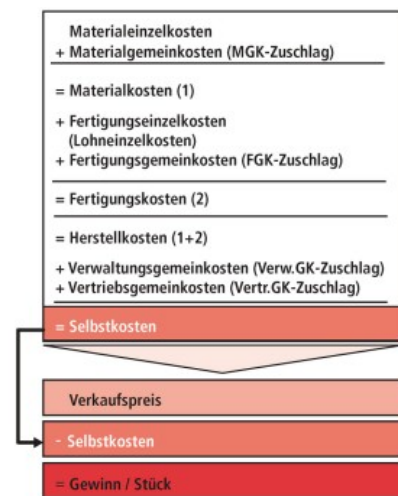 Materialeinzelkosten
+ Materialgemeinkosten (MGK-Zuschlag)
= Materialkosten (1)
+ Fertigungseinzelkosten
(Lohneinzelkosten)
+ Fertigungsgemeinkosten (FGK-Zuschlag)
= Fertigungskosten (2)
= Herstellkosten (1+2)
+ Verwaltungsgemeinkosten (Verw.GK-Zuschlag)
+ Vertriebsgemeinkosten (Vertr.GK-Zuschlag)
= Selbstkosten
Verkaufspreis
- Selbstkosten
= Gewinn / Stück